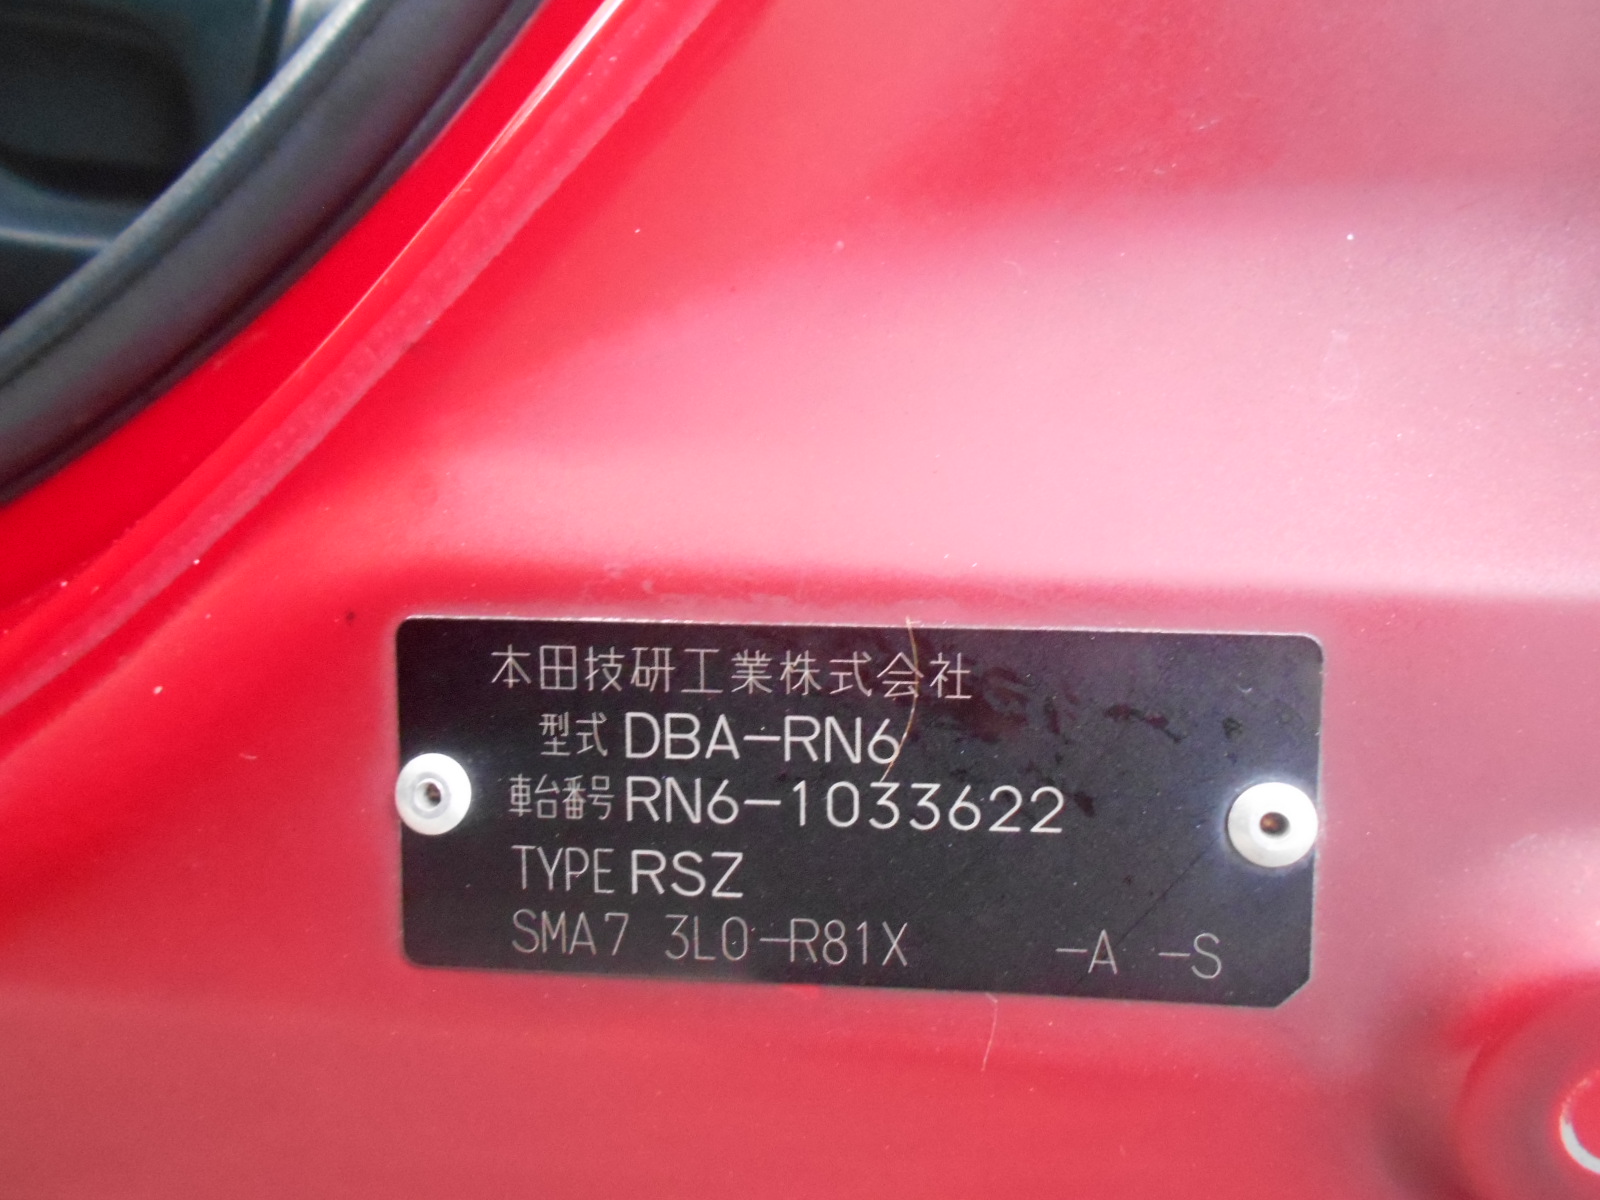 本田技研工業株式会社
型式 DBA-RN6
車台番号 RN6-1033622
TYPE RSZ
SMA7 3L0-R81X -A -S